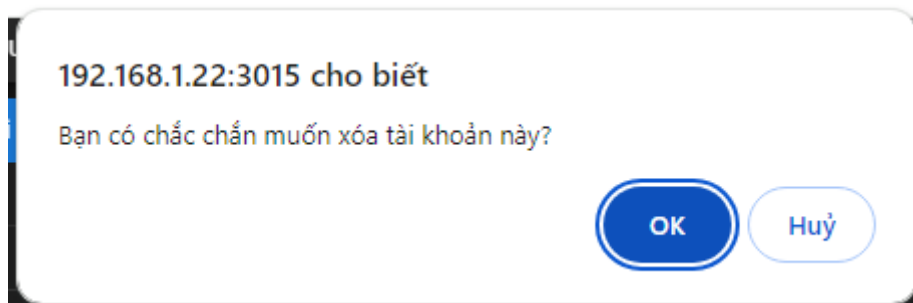 192.168.1.22:3015 cho biết
Bạn có chắc chắn muốn xóa tài khoản này?
OK Huỷ